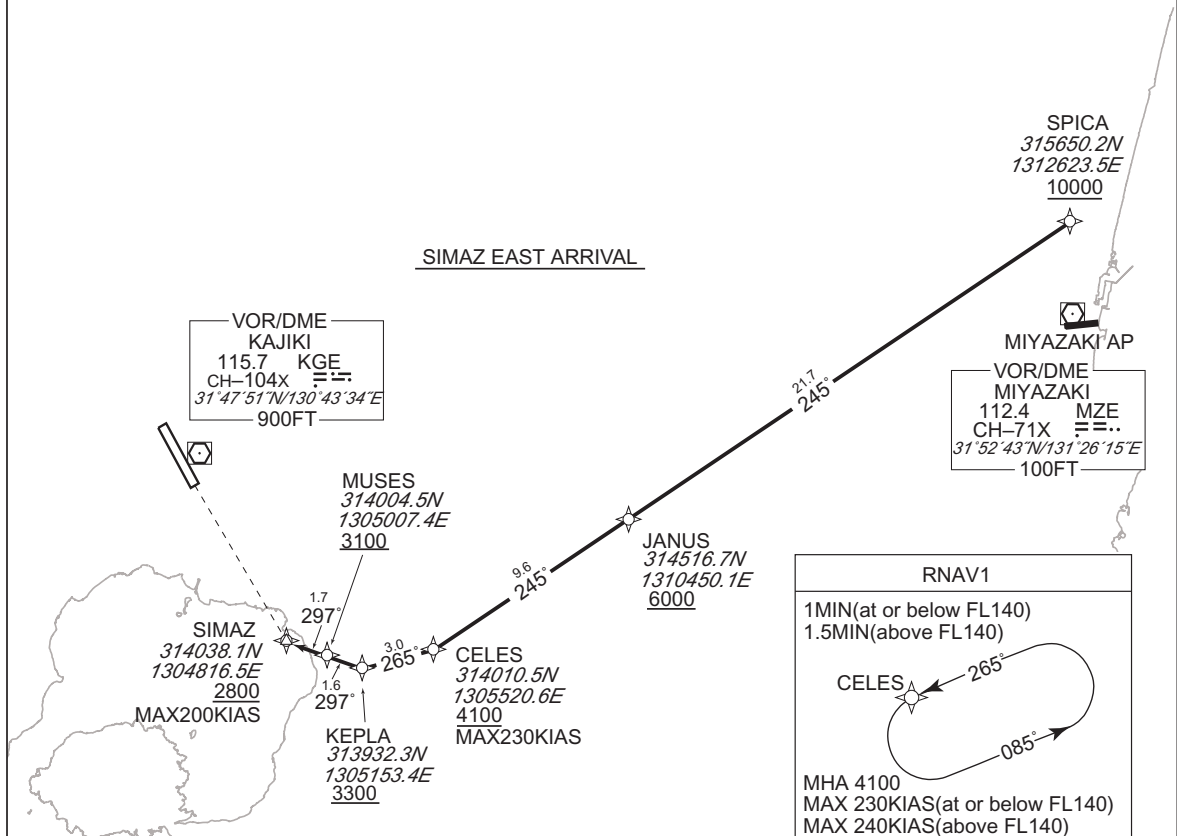 SPICA
315650.2N
1312623.5E
10000
SIMAZ EAST ARRIVAL
VOR/DME
KAJIKI
115.7 KGE
CH–104X
31°47´51˝N/130°43´34˝E
900FT
MIYAZAKI AP
VOR/DME
MIYAZAKI
112.4 MZE
CH–71X
31°52´43˝N/131°26´15˝E
100FT
21.7
245°
MUSES
314004.5N
1305007.4E
3100
JANUS
314516.7N
1310450.1E
6000
9.6
245°
1.7
297°
SIMAZ
314038.1N
1304816.5E
2800
MAX200KIAS
3.0
265°
1.6
297°
CELES
314010.5N
1305520.6E
4100
MAX230KIAS
KEPLA
313932.3N
1305153.4E
3300
RNAV1
1MIN(at or below FL140)
1.5MIN(above FL140)
CELES
265°
085°
MHA 4100
MAX 230KIAS(at or below FL140)
MAX 240KIAS(above FL140)